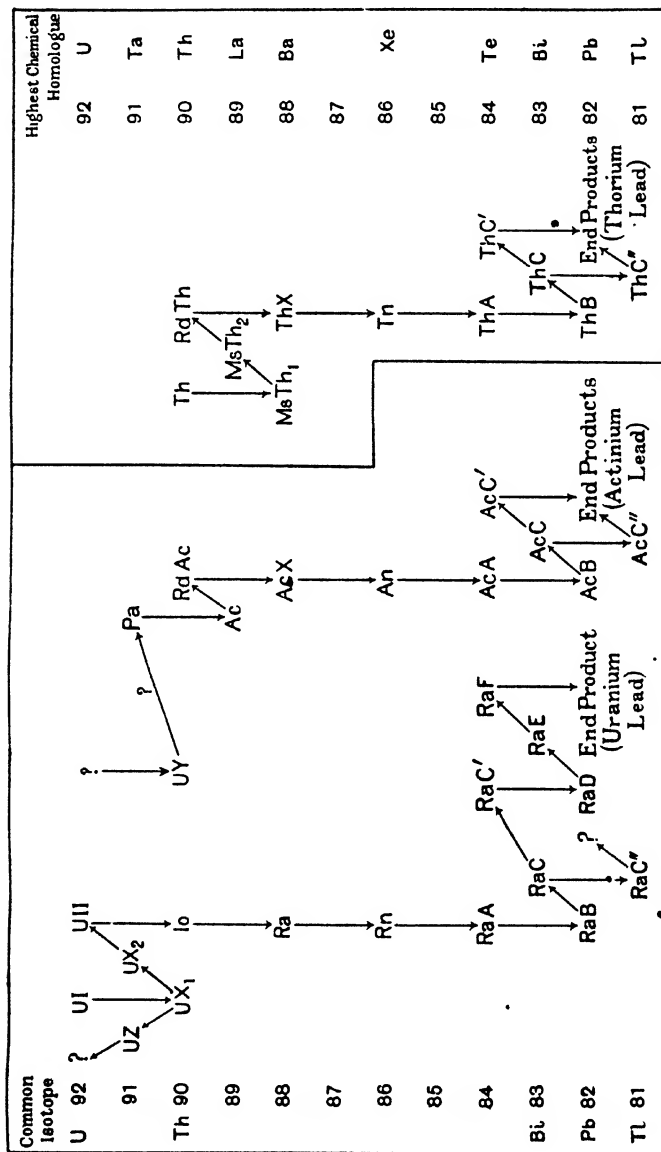 Common Isotope
Highest Chemical Homologue
U 92 ? UI UII ? 92 U
91 UZ UX₂ Pa 91 Ta
Th 90 UX₁ Io UY Rd Ac Th Rd Th 90 Th
89 Ac MsTh₂ 89 La
88 Ra AcX MsTh₁ ThX 88 Ba
87 87
86 Rn An Tn 86 Xe
85 85
84 RaA RaC′ RaF AcA AcC′ ThA ThC′ 84 Te
Bi 83 RaC RaE AcC ThC 83 Bi
Pb 82 RaB ? RaD End Product AcB End Products ThB End Products 82 Pb
(Uranium Lead) (Actinium Lead) (Thorium Lead)
Tl 81 RaC″ AcC″ ThC″ 81 Tl
?